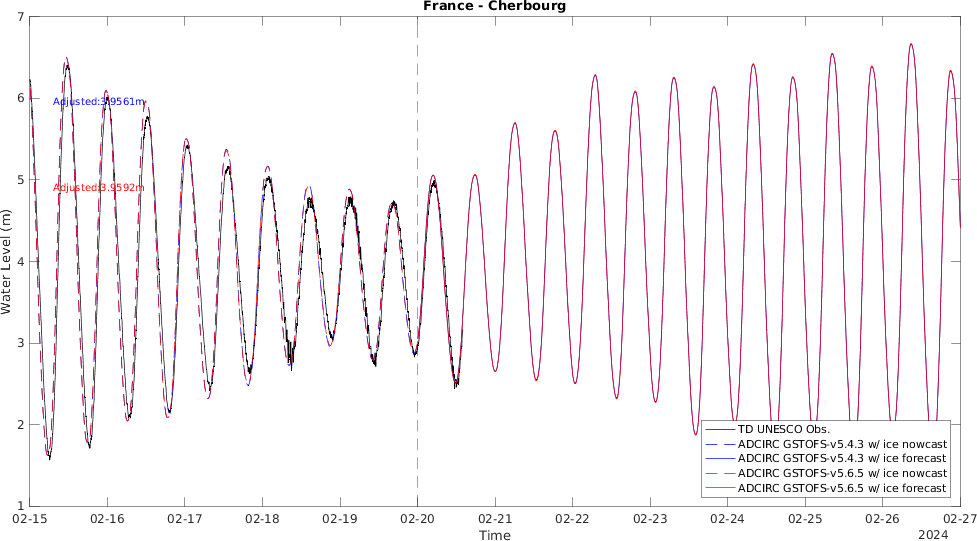 France - Cherbourg
7
6
5
4
3
2
1
Water Level (m)
Adjusted:3.9561m
Adjusted:3.9592m
TD UNESCO Obs.
ADCIRC GSTOFS-v5.4.3 w/ ice nowcast
ADCIRC GSTOFS-v5.4.3 w/ ice forecast
ADCIRC GSTOFS-v5.6.5 w/ ice nowcast
ADCIRC GSTOFS-v5.6.5 w/ ice forecast
02-15 02-16 02-17 02-18 02-19 02-20 02-21 02-22 02-23 02-24 02-25 02-26 02-27
Time
2024